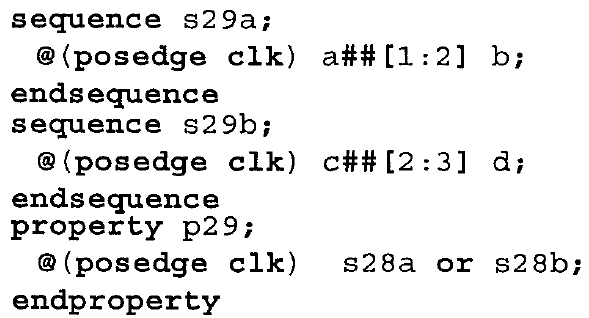 sequence s29a;
  @(posedge clk) a##[1:2] b;
endsequence
sequence s29b;
  @(posedge clk) c##[2:3] d;
endsequence
property p29;
  @(posedge clk)  s28a or s28b;
endproperty